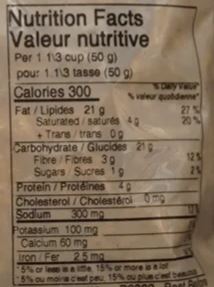 Nutrition Facts
Valeur nutritive
Per 1 1\3 cup (50 g)
pour 1 1\3 tasse (50 g)
% Daily Value*
Calories 300 % valeur quotidienne*
Fat / Lipides 21 g 27 %
Saturated / saturés 4 g 20 %
+ Trans / trans 0 g
Carbohydrate / Glucides 21 g
Fibre / Fibres 3 g 12 %
Sugars / Sucres 1 g 2 %
Protein / Protéines 4 g
Cholesterol / Cholestérol 0 mg
Sodium 300 mg
Potassium 100 mg
Calcium 60 mg
Iron / Fer 2.5 mg
*5% or less is a little, 15% or more is a lot
*5% ou moins c'est peu, 15% ou plus c'est beaucoup